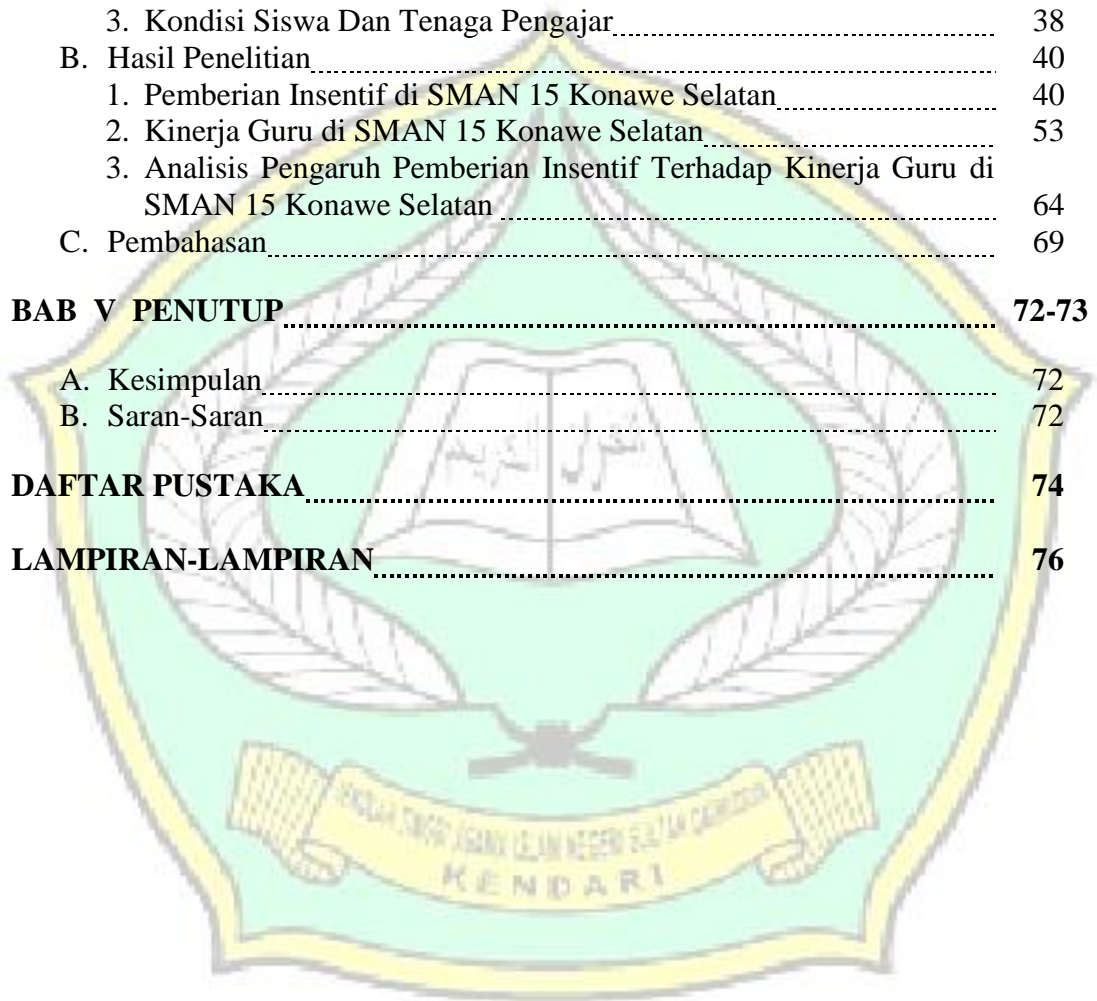 3. Kondisi Siswa Dan Tenaga Pengajar 38
B. Hasil Penelitian 40
1. Pemberian Insentif di SMAN 15 Konawe Selatan 40
2. Kinerja Guru di SMAN 15 Konawe Selatan 53
3. Analisis Pengaruh Pemberian Insentif Terhadap Kinerja Guru di
SMAN 15 Konawe Selatan 64
C. Pembahasan 69
BAB V PENUTUP 72-73
A. Kesimpulan 72
B. Saran-Saran 72
DAFTAR PUSTAKA 74
LAMPIRAN-LAMPIRAN 76
KENDARI